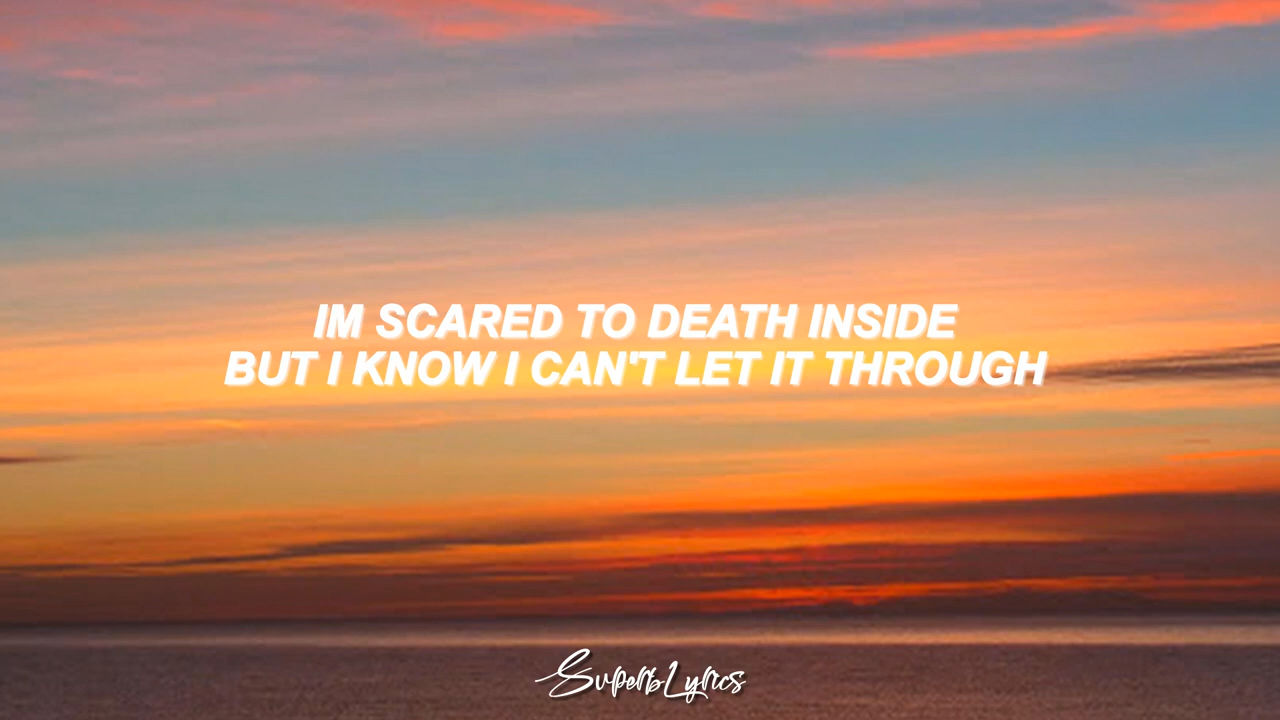 IM SCARED TO DEATH INSIDE
BUT I KNOW I CAN'T LET IT THROUGH
SuperbLyrics